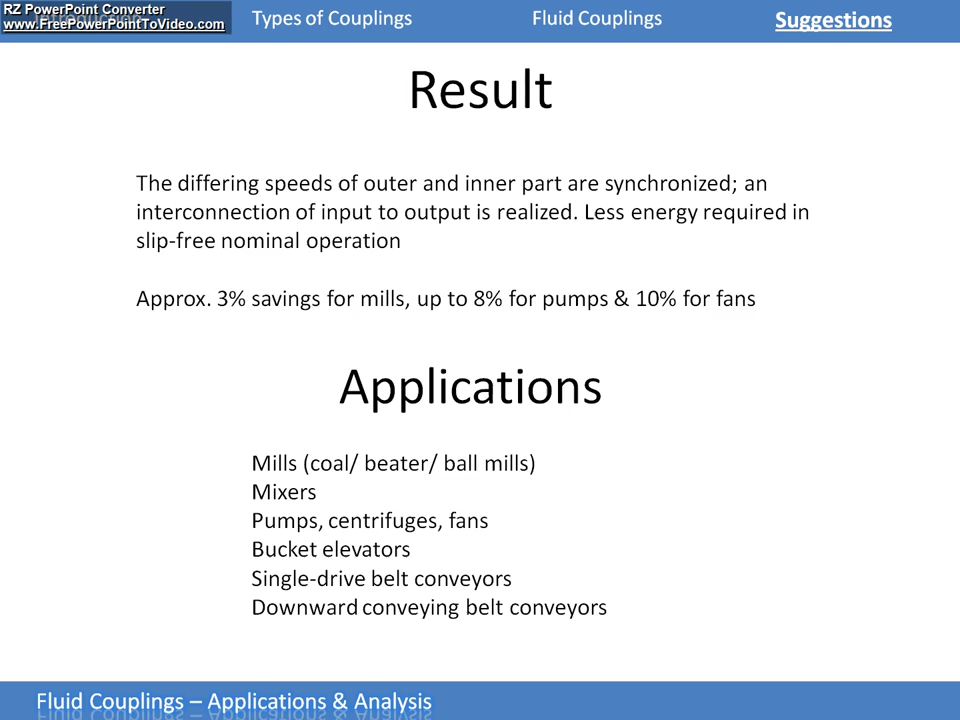 RZ PowerPoint Converter
www.FreePowerPointToVideo.com
Types of Couplings
Fluid Couplings
Suggestions
Result
The differing speeds of outer and inner part are synchronized; an
interconnection of input to output is realized. Less energy required in
slip-free nominal operation
Approx. 3% savings for mills, up to 8% for pumps & 10% for fans
Applications
Mills (coal/ beater/ ball mills)
Mixers
Pumps, centrifuges, fans
Bucket elevators
Single-drive belt conveyors
Downward conveying belt conveyors
Fluid Couplings – Applications & Analysis